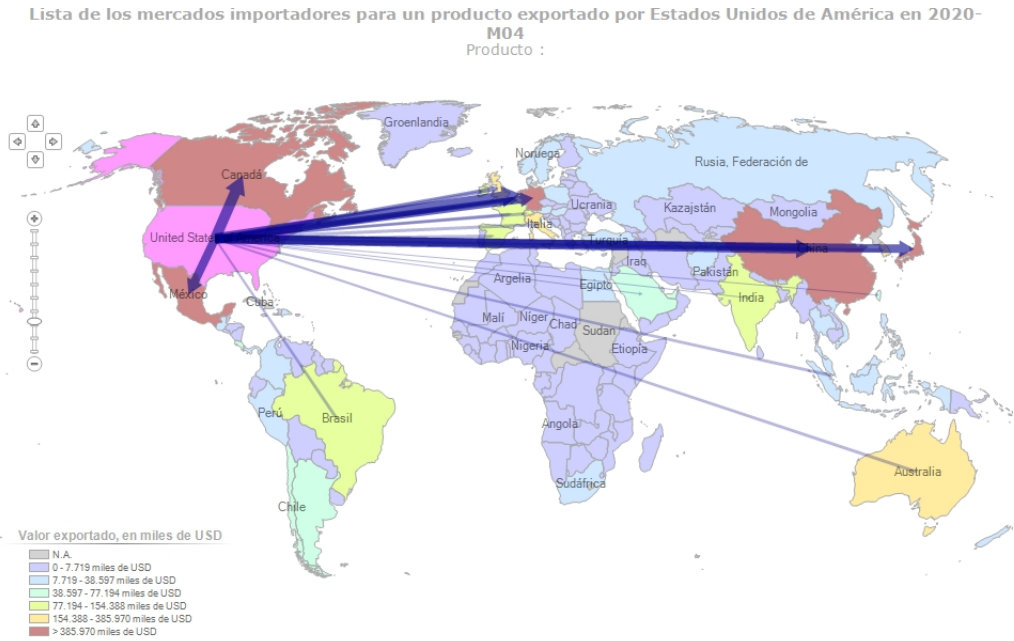 Lista de los mercados importadores para un producto exportado por Estados Unidos de América en 2020-
M04
Producto :
Groenlandia
Noruega
Rusia, Federación de
Canadá
Ucrania
Kazajstán
Mongolia
United State
Italia
Turquía
China
Iraq
Pakistán
México
Cuba
Argelia
Egipto
India
Malí
Níger
Chad
Sudan
Nigeria
Etiopia
Perú
Brasil
Angola
Australia
Sudáfrica
Chile
Valor exportado, en miles de USD
N.A.
0 - 7.719 miles de USD
7.719 - 38.597 miles de USD
38.597 - 77.194 miles de USD
77.194 - 154.388 miles de USD
154.388 - 385.970 miles de USD
> 385.970 miles de USD